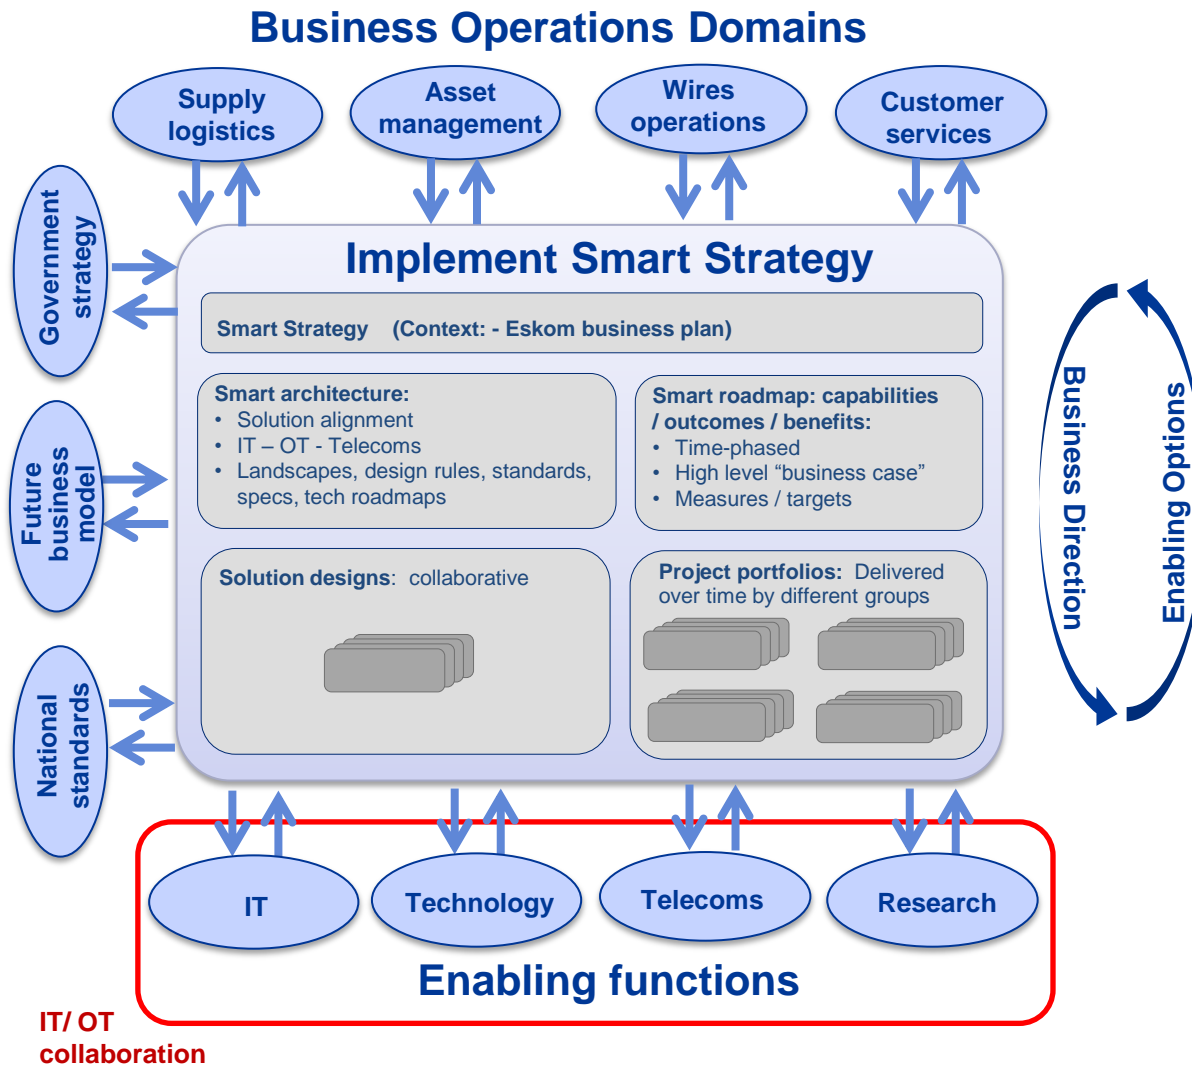 Business Operations Domains
Supply
logistics
Asset
management
Wires
operations
Customer
services
Government
strategy
Future
business
model
National
standards
Implement Smart Strategy
Smart Strategy (Context: - Eskom business plan)
Smart architecture:
• Solution alignment
• IT – OT - Telecoms
• Landscapes, design rules, standards,
specs, tech roadmaps
Smart roadmap: capabilities
/ outcomes / benefits:
• Time-phased
• High level “business case”
• Measures / targets
Solution designs: collaborative
Project portfolios: Delivered
over time by different groups
Business Direction
Enabling Options
IT
Technology
Telecoms
Research
Enabling functions
IT/ OT
collaboration